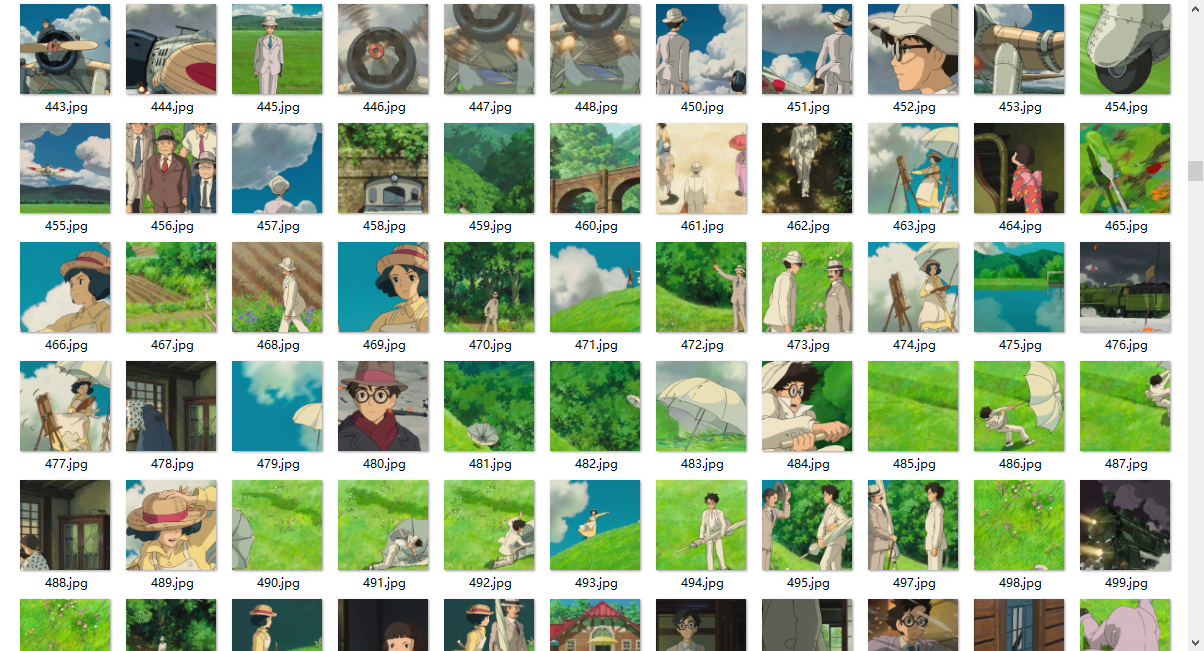 443.jpg 444.jpg 445.jpg 446.jpg 447.jpg 448.jpg 450.jpg 451.jpg 452.jpg 453.jpg 454.jpg
455.jpg 456.jpg 457.jpg 458.jpg 459.jpg 460.jpg 461.jpg 462.jpg 463.jpg 464.jpg 465.jpg
466.jpg 467.jpg 468.jpg 469.jpg 470.jpg 471.jpg 472.jpg 473.jpg 474.jpg 475.jpg 476.jpg
477.jpg 478.jpg 479.jpg 480.jpg 481.jpg 482.jpg 483.jpg 484.jpg 485.jpg 486.jpg 487.jpg
488.jpg 489.jpg 490.jpg 491.jpg 492.jpg 493.jpg 494.jpg 495.jpg 497.jpg 498.jpg 499.jpg